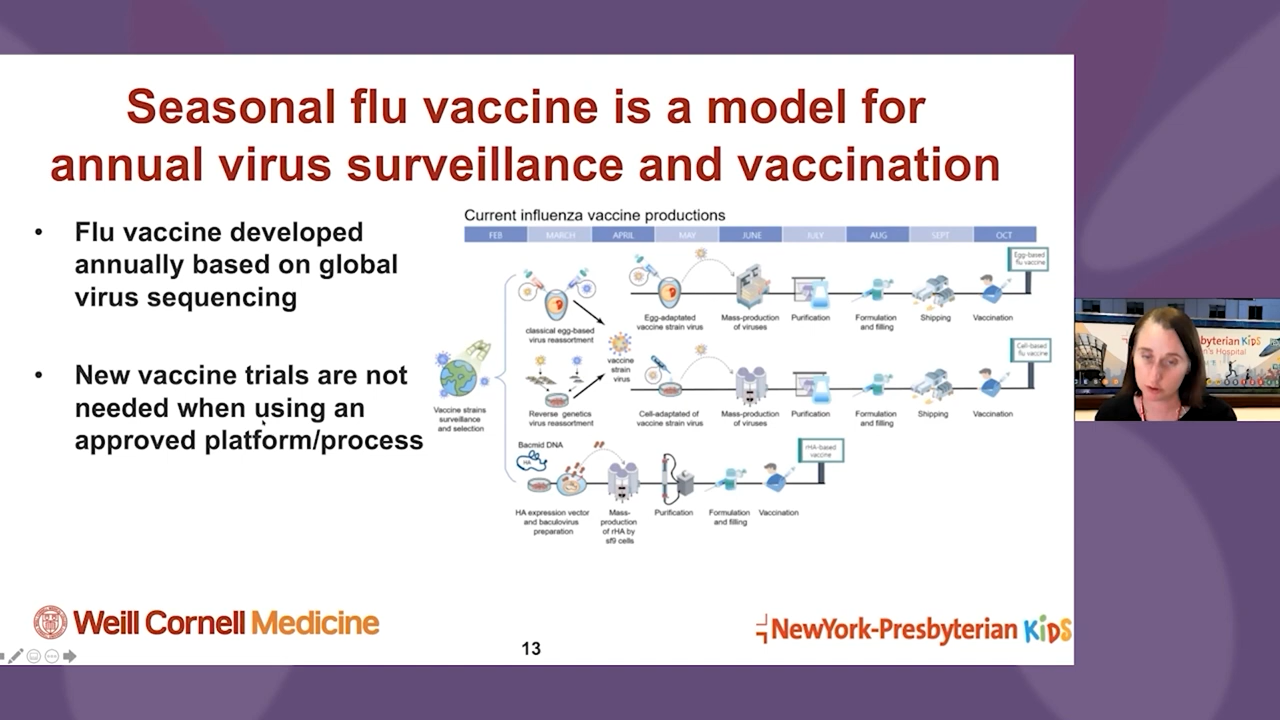 Seasonal flu vaccine is a model for
annual virus surveillance and vaccination
• Flu vaccine developed
annually based on global
virus sequencing
• New vaccine trials are not
needed when using an
approved platform/process
Current influenza vaccine productions
FEB MARCH APRIL MAY JUNE JULY AUG SEPT OCT
Egg-based
flu vaccine
classical egg-based
virus reassortment
Egg-adaptated
vaccine strain virus
Mass-production
of viruses
Purification
Formulation
and filling
Shipping
Vaccination
vaccine
strain
virus
Cell-based
flu vaccine
Vaccine strains
surveillance
and selection
Reverse genetics
virus reassortment
Cell-adaptated of
vaccine strain virus
Mass-production
of viruses
Purification
Formulation
and filling
Shipping
Vaccination
Bacmid DNA
HA
rHA-based
vaccine
HA expression vector
and baculovirus
preparation
Mass-
production
of rHA by
sf9 cells
Purification
Formulation
and filling
Vaccination
Weill Cornell Medicine
13
NewYork-Presbyterian KiDS
byterian KiDS
n's Hospital